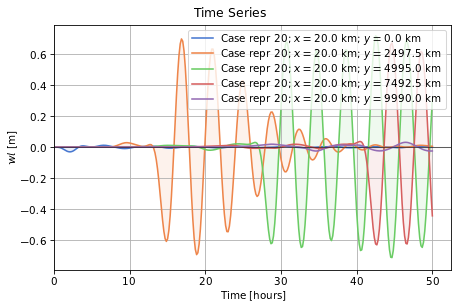 Time Series
Case repr 20; x = 20.0 km; y = 0.0 km
Case repr 20; x = 20.0 km; y = 2497.5 km
Case repr 20; x = 20.0 km; y = 4995.0 km
Case repr 20; x = 20.0 km; y = 7492.5 km
Case repr 20; x = 20.0 km; y = 9990.0 km
wl [m]
0.6
0.4
0.2
0.0
−0.2
−0.4
−0.6
0 10 20 30 40 50
Time [hours]